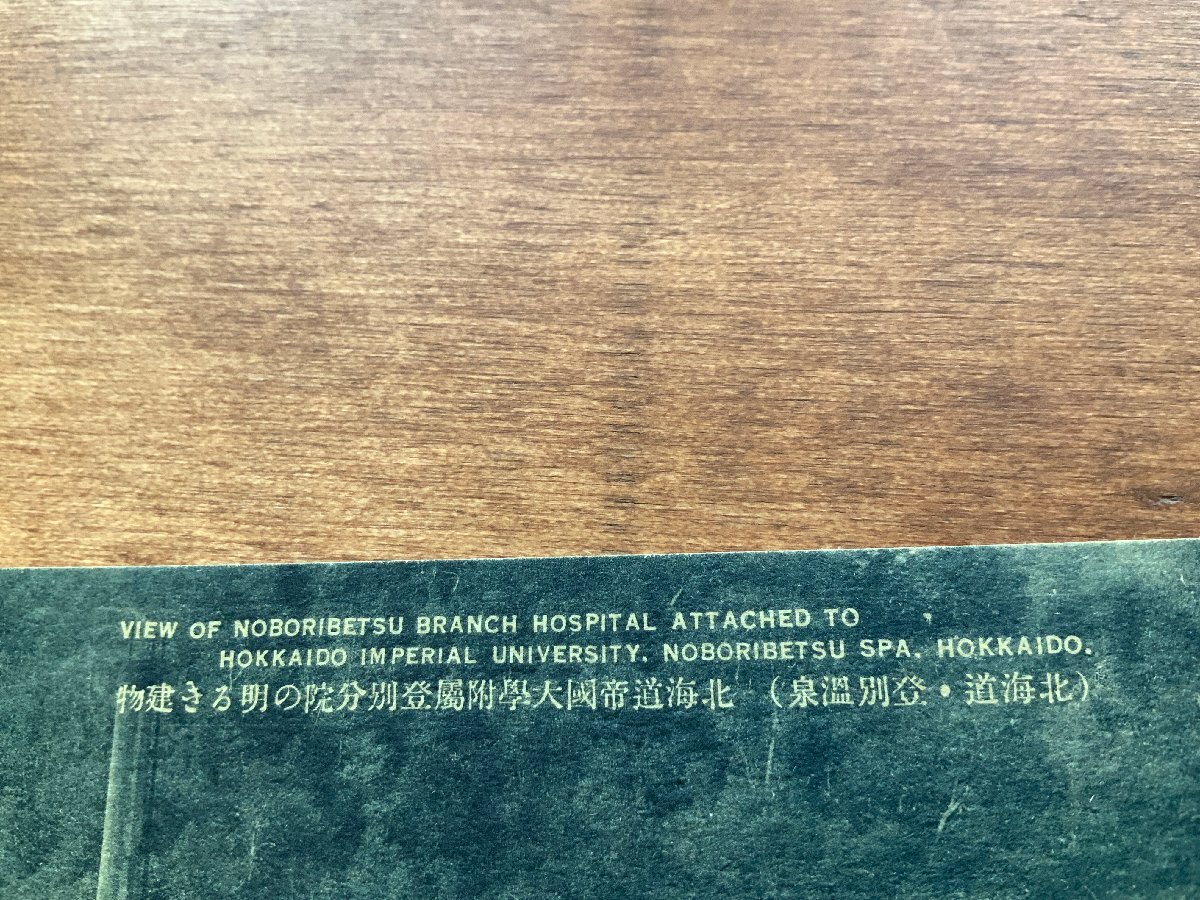 VIEW OF NOBORIBETSU BRANCH HOSPITAL ATTACHED TO
HOKKAIDO IMPERIAL UNIVERSITY. NOBORIBETSU SPA. HOKKAIDO.
（北海道・登別溫泉） 北海道帝國大學附屬登別分院の明るき建物